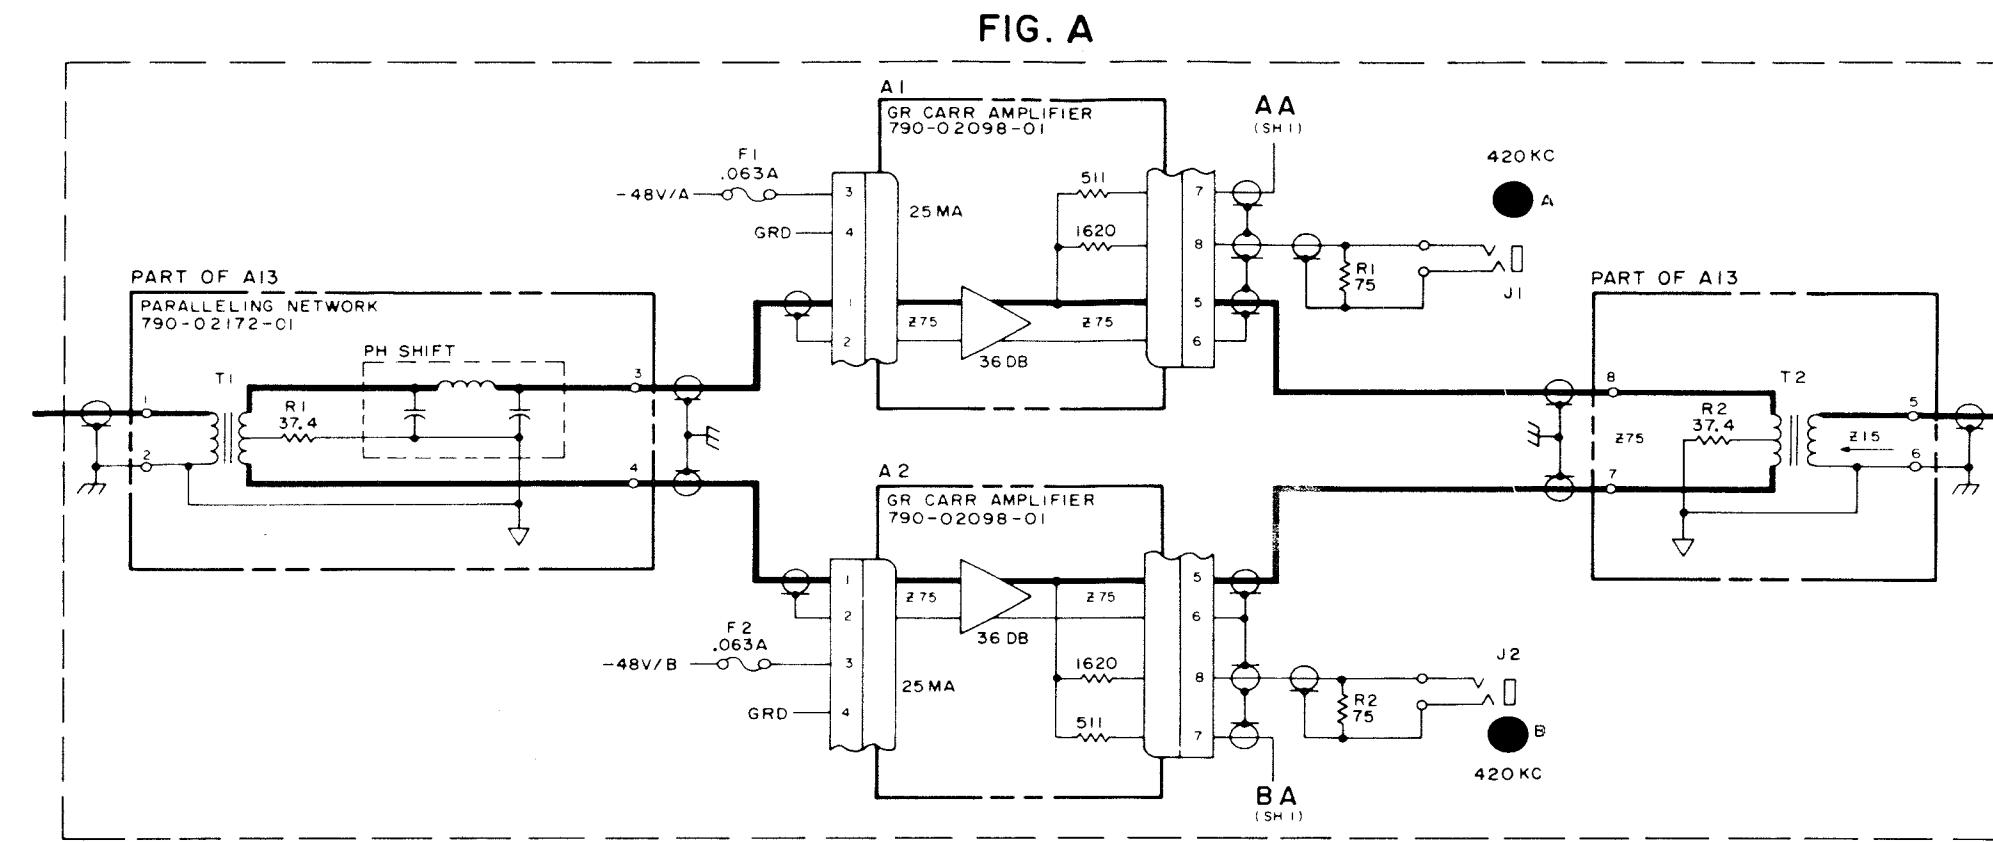 FIG. A
A1
GR CARR AMPLIFIER
790-02098-01
AA
(SH 1)
F1
.063A
-48V/A
3
25 MA
GRD
4
511
7
1620
8
420 KC
A
R1
75
J1
1
2
Z75
Z75
36 DB
5
6
PART OF A13
PARALLELING NETWORK
790-02172-01
PH SHIFT
T1
1
R1
37.4
2
3
4
PART OF A13
8
T2
R2
37.4
Z75
7
5
Z15
6
A2
GR CARR AMPLIFIER
790-02098-01
1
2
Z75
Z75
36 DB
5
6
F2
.063A
-48V/B
3
25 MA
GRD
4
1620
8
511
7
R2
75
J2
B
420 KC
BA
(SH 1)